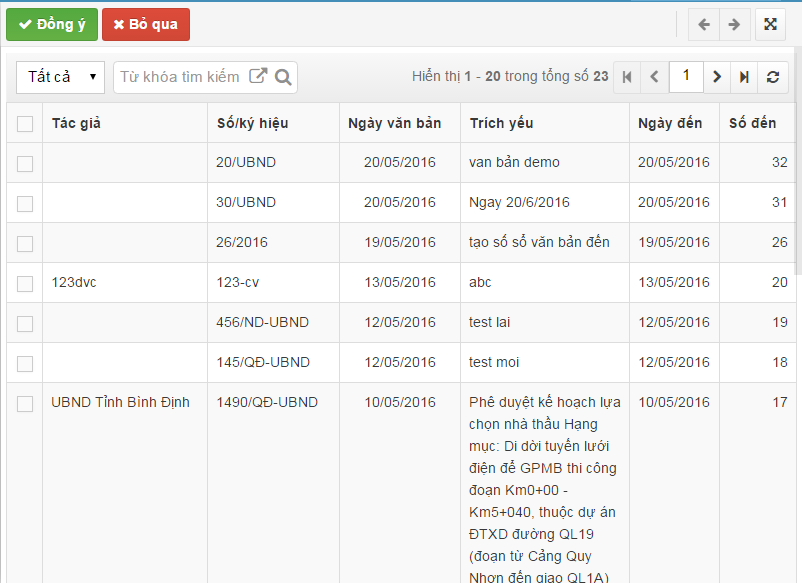 Đồng ý Bỏ qua
Tất cả Từ khóa tìm kiếm Hiển thị 1 - 20 trong tổng số 23 1
Tác giả Số/ký hiệu Ngày văn bản Trích yếu Ngày đến Số đến
20/UBND 20/05/2016 van bản demo 20/05/2016 32
30/UBND 20/05/2016 Ngay 20/6/2016 20/05/2016 31
26/2016 19/05/2016 tạo số sổ văn bản đến 19/05/2016 26
123dvc 123-cv 13/05/2016 abc 13/05/2016 20
456/ND-UBND 12/05/2016 test lai 12/05/2016 19
145/QĐ-UBND 12/05/2016 test moi 12/05/2016 18
UBND Tỉnh Bình Định 1490/QĐ-UBND 10/05/2016 Phê duyệt kế hoạch lựa 10/05/2016 17
chọn nhà thầu Hạng
mục: Di dời tuyến lưới
điện để GPMB thi công
đoạn Km0+00 -
Km5+040, thuộc dự án
ĐTXD đường QL19
(đoạn từ Cảng Quy
Nhơn đến giao QL1A)